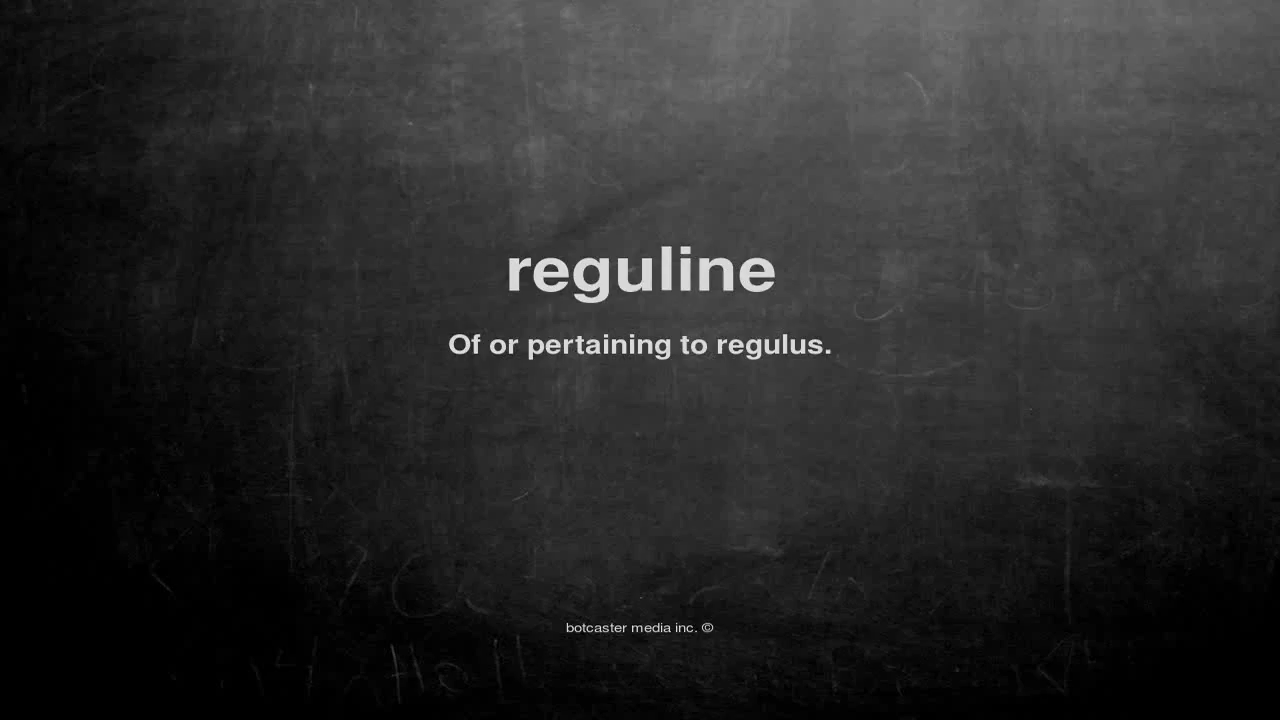 reguline
Of or pertaining to regulus.
botcaster media inc. ©